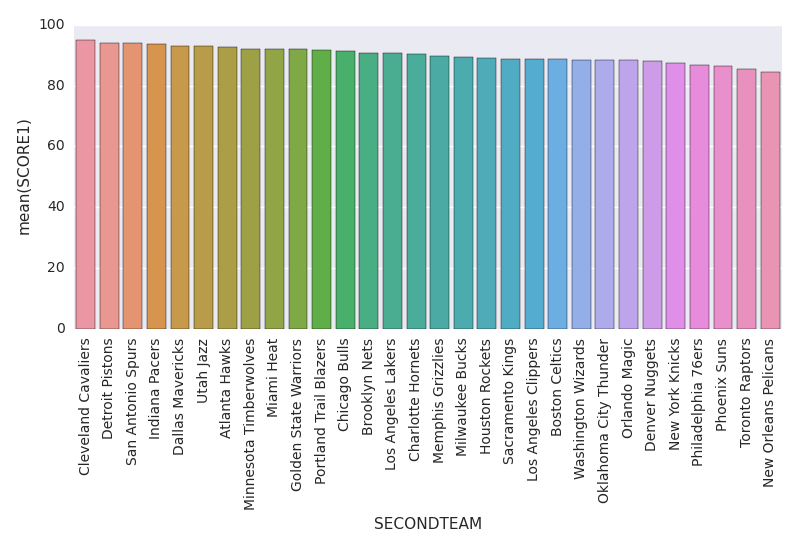 100
80
60
40
20
0
mean(SCORE1)
Cleveland Cavaliers
Detroit Pistons
San Antonio Spurs
Indiana Pacers
Dallas Mavericks
Utah Jazz
Atlanta Hawks
Minnesota Timberwolves
Miami Heat
Golden State Warriors
Portland Trail Blazers
Chicago Bulls
Brooklyn Nets
Los Angeles Lakers
Charlotte Hornets
Memphis Grizzlies
Milwaukee Bucks
Houston Rockets
Sacramento Kings
Los Angeles Clippers
Boston Celtics
Washington Wizards
Oklahoma City Thunder
Orlando Magic
Denver Nuggets
New York Knicks
Philadelphia 76ers
Phoenix Suns
Toronto Raptors
New Orleans Pelicans
SECONDTEAM